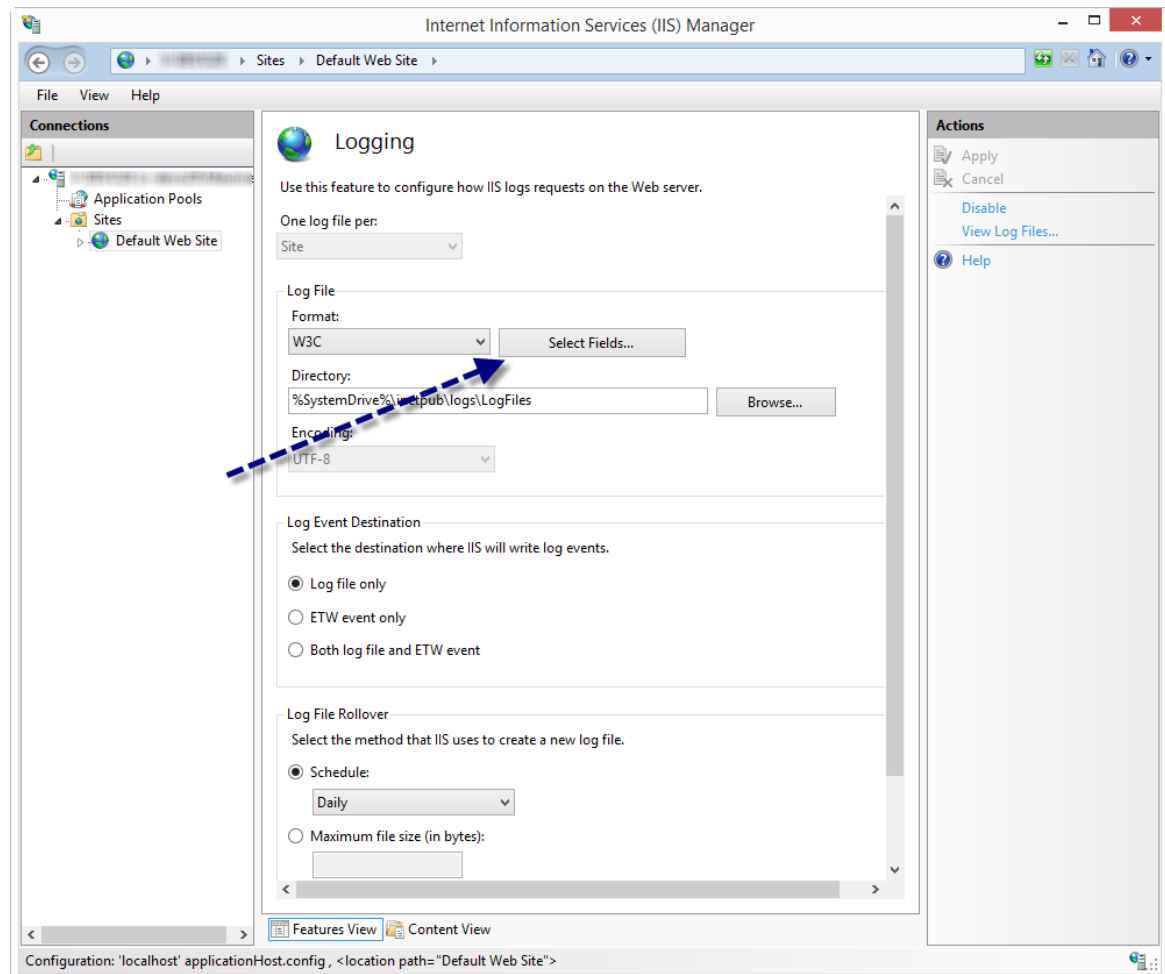 Internet Information Services (IIS) Manager
Sites Default Web Site
File View Help
Connections
Application Pools
Sites
Default Web Site
Logging
Use this feature to configure how IIS logs requests on the Web server.
One log file per:
Site
Log File
Format:
W3C
Select Fields...
Directory:
%SystemDrive%\inetpub\logs\LogFiles
Browse...
Encoding:
UTF-8
Log Event Destination
Select the destination where IIS will write log events.
Log file only
ETW event only
Both log file and ETW event
Log File Rollover
Select the method that IIS uses to create a new log file.
Schedule:
Daily
Maximum file size (in bytes):
Features View Content View
Actions
Apply
Cancel
Disable
View Log Files...
Help
Configuration: 'localhost' applicationHost.config , <location path="Default Web Site">